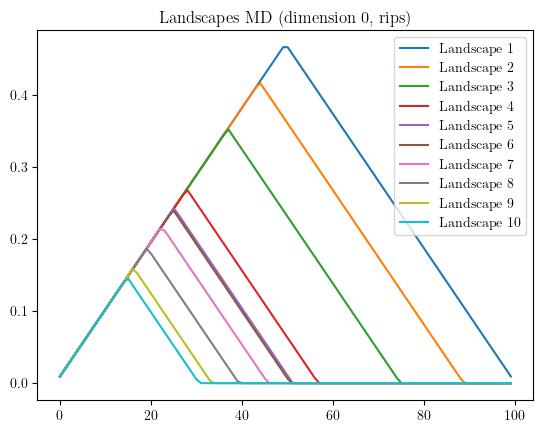 Landscapes MD (dimension 0, rips)
Landscape 1
Landscape 2
Landscape 3
Landscape 4
Landscape 5
Landscape 6
Landscape 7
Landscape 8
Landscape 9
Landscape 10
0.4
0.3
0.2
0.1
0.0
0 20 40 60 80 100